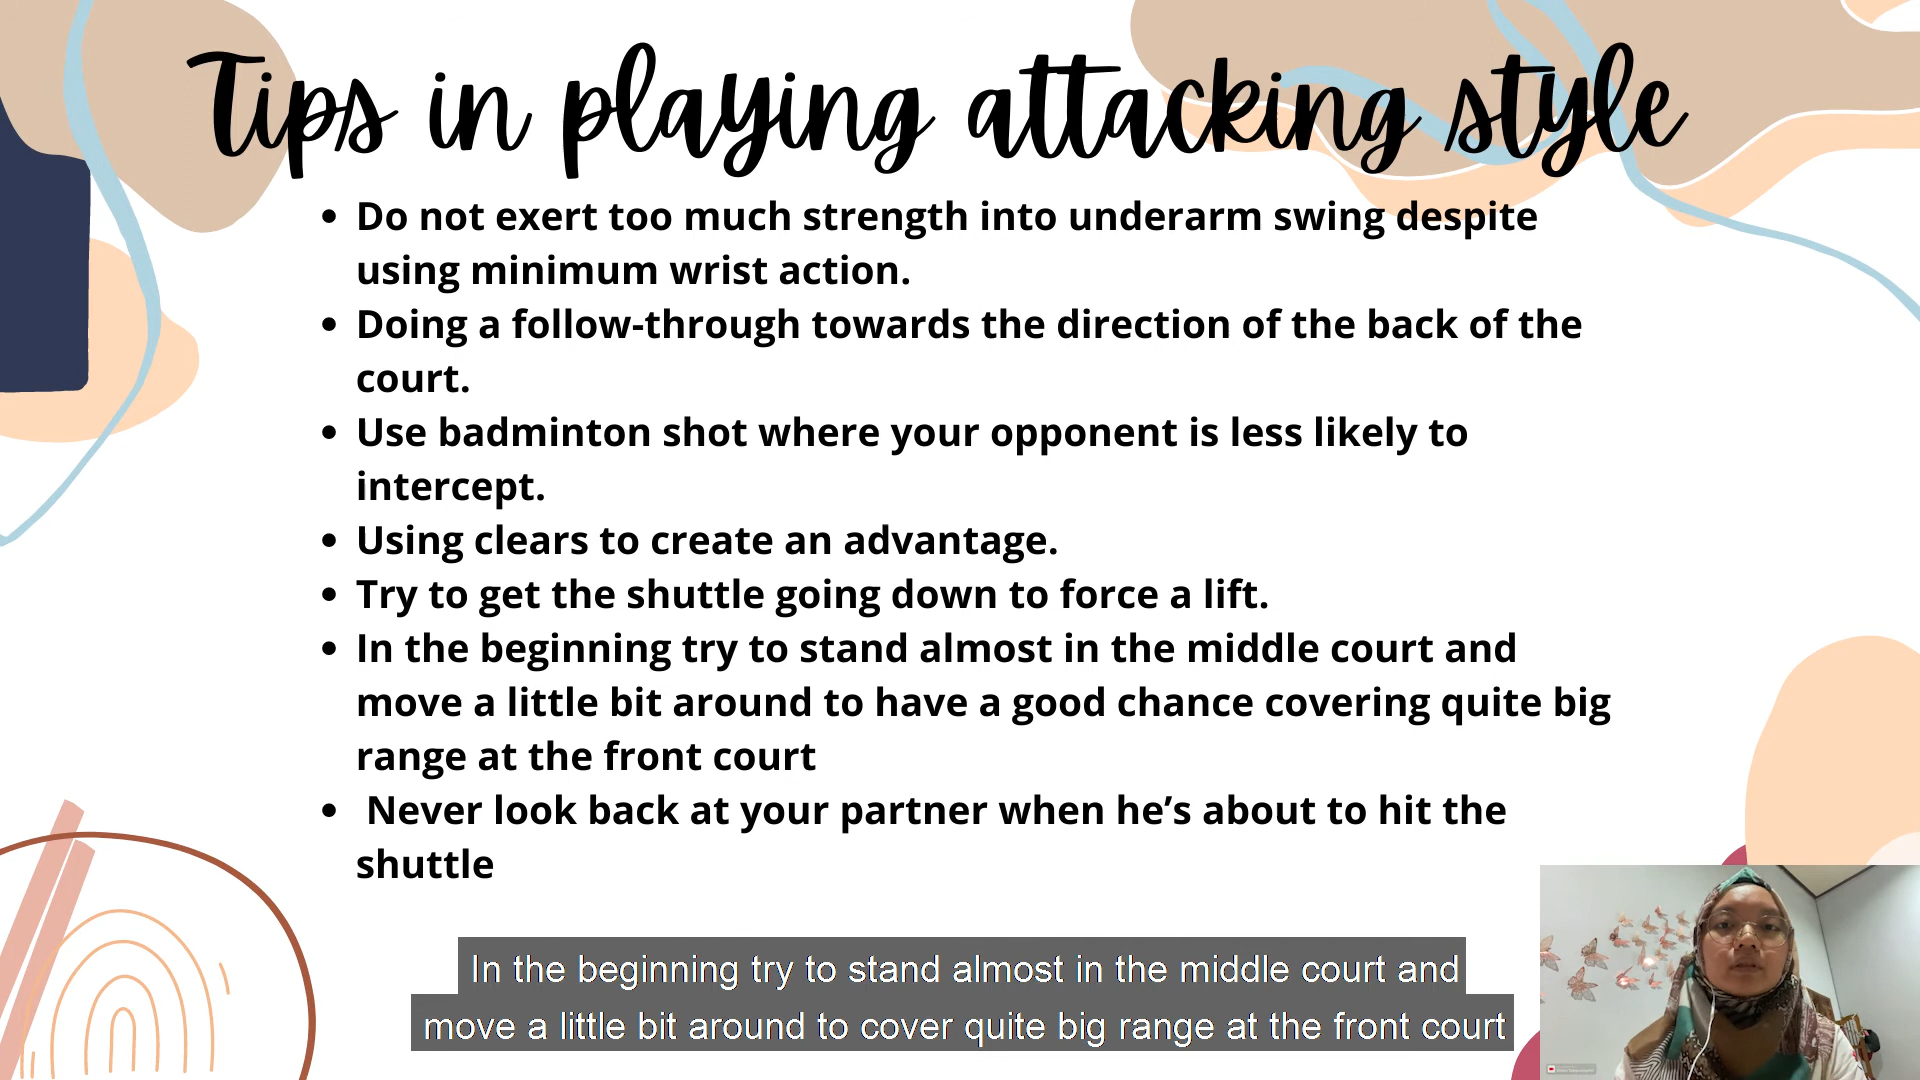 Tips in playing attacking style
• Do not exert too much strength into underarm swing despite
using minimum wrist action.
• Doing a follow-through towards the direction of the back of the
court.
• Use badminton shot where your opponent is less likely to
intercept.
• Using clears to create an advantage.
• Try to get the shuttle going down to force a lift.
• In the beginning try to stand almost in the middle court and
move a little bit around to have a good chance covering quite big
range at the front court
• Never look back at your partner when he’s about to hit the
shuttle
In the beginning try to stand almost in the middle court and
move a little bit around to cover quite big range at the front court